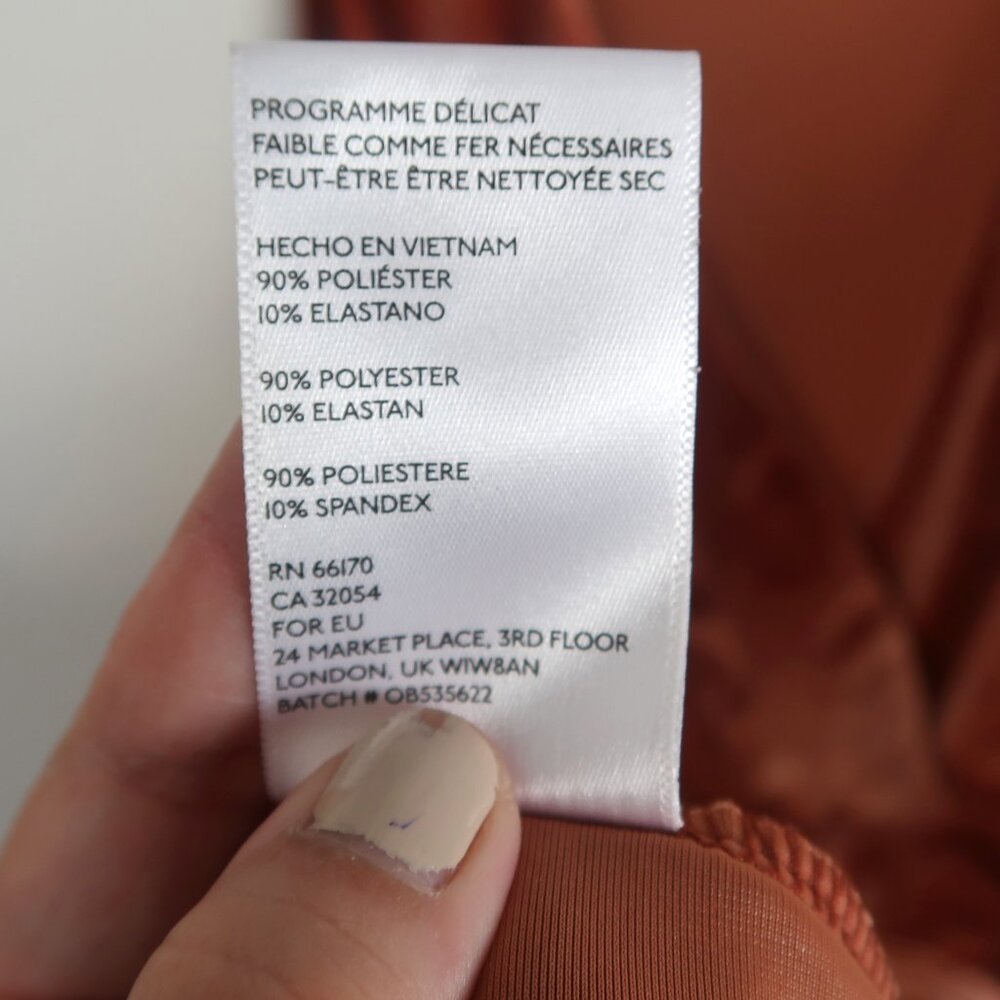 PROGRAMME DÉLICAT
FAIBLE COMME FER NÉCESSAIRES
PEUT-ÊTRE ÊTRE NETTOYÉE SEC
HECHO EN VIETNAM
90% POLIÉSTER
10% ELASTANO
90% POLYESTER
10% ELASTAN
90% POLIESTERE
10% SPANDEX
RN 66170
CA 32054
FOR EU
24 MARKET PLACE, 3RD FLOOR
LONDON, UK W1W8AN
BATCH # OB535622